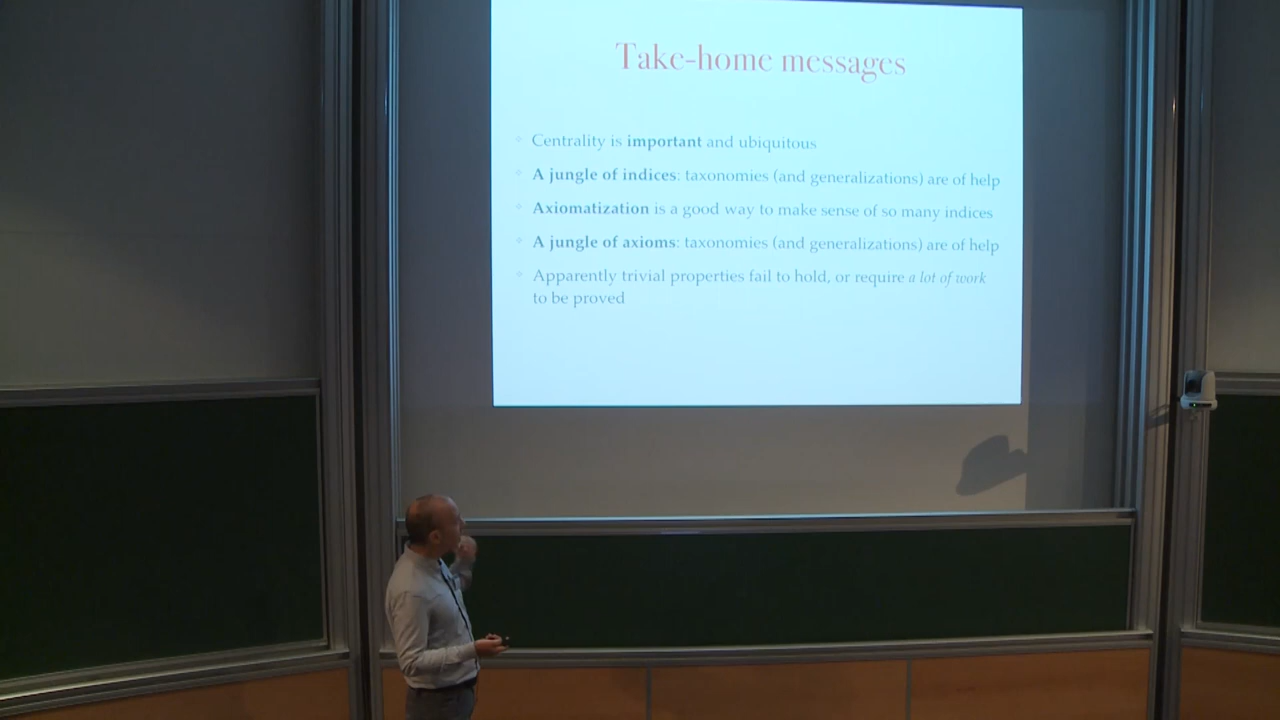 Take-home messages
Centrality is important and ubiquitous
A jungle of indices: taxonomies (and generalizations) are of help
Axiomatization is a good way to make sense of so many indices
A jungle of axioms: taxonomies (and generalizations) are of help
Apparently trivial properties fail to hold, or require a lot of work
to be proved